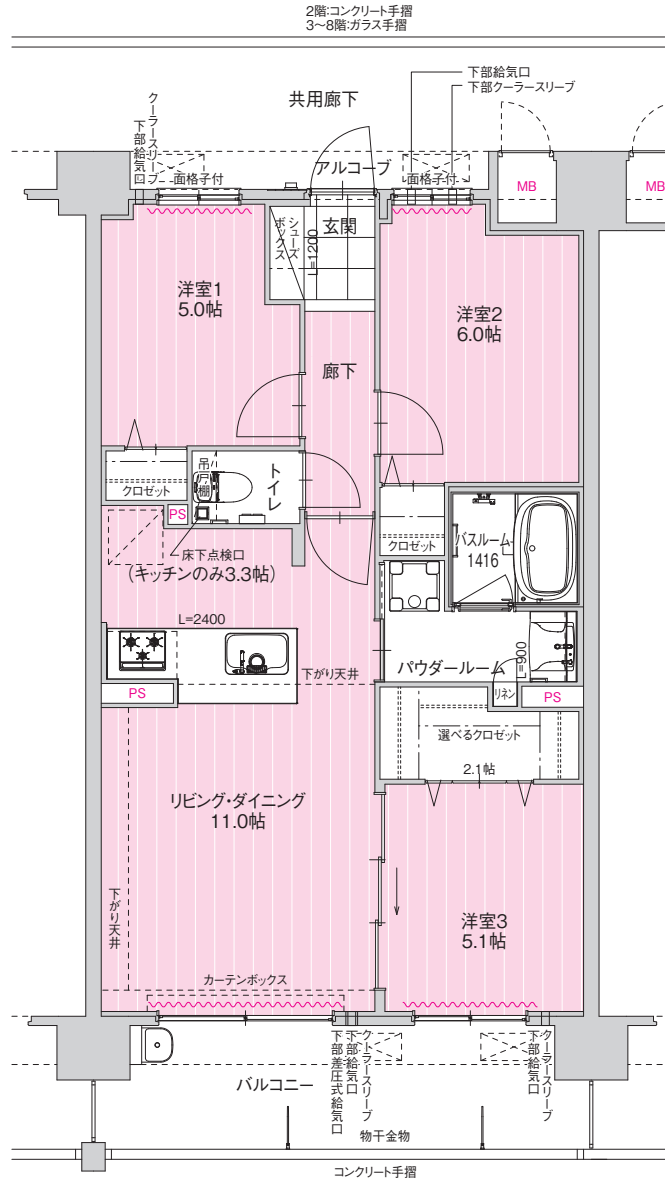 2階:コンクリート手摺
3〜8階:ガラス手摺
下部給気口
下部クーラースリーブ
共用廊下
クーラースリーブ
下部給気口
アルコーブ
面格子付
面格子付
MB
MB
シューズ
ボックス
玄関
L=1200
洋室1
5.0帖
洋室2
6.0帖
廊下
吊戸棚
トイレ
クロゼット
PS
床下点検口
(キッチンのみ3.3帖)
クロゼット
バスルーム
1416
L=2400
下がり天井
パウダールーム
L=900
PS
リネン
PS
選べるクロゼット
2.1帖
リビング・ダイニング
11.0帖
下がり天井
洋室3
5.1帖
カーテンボックス
クーラースリーブ
下部給気口
下部差圧式給気口
クーラースリーブ
下部給気口
バルコニー
物干金物
コンクリート手摺